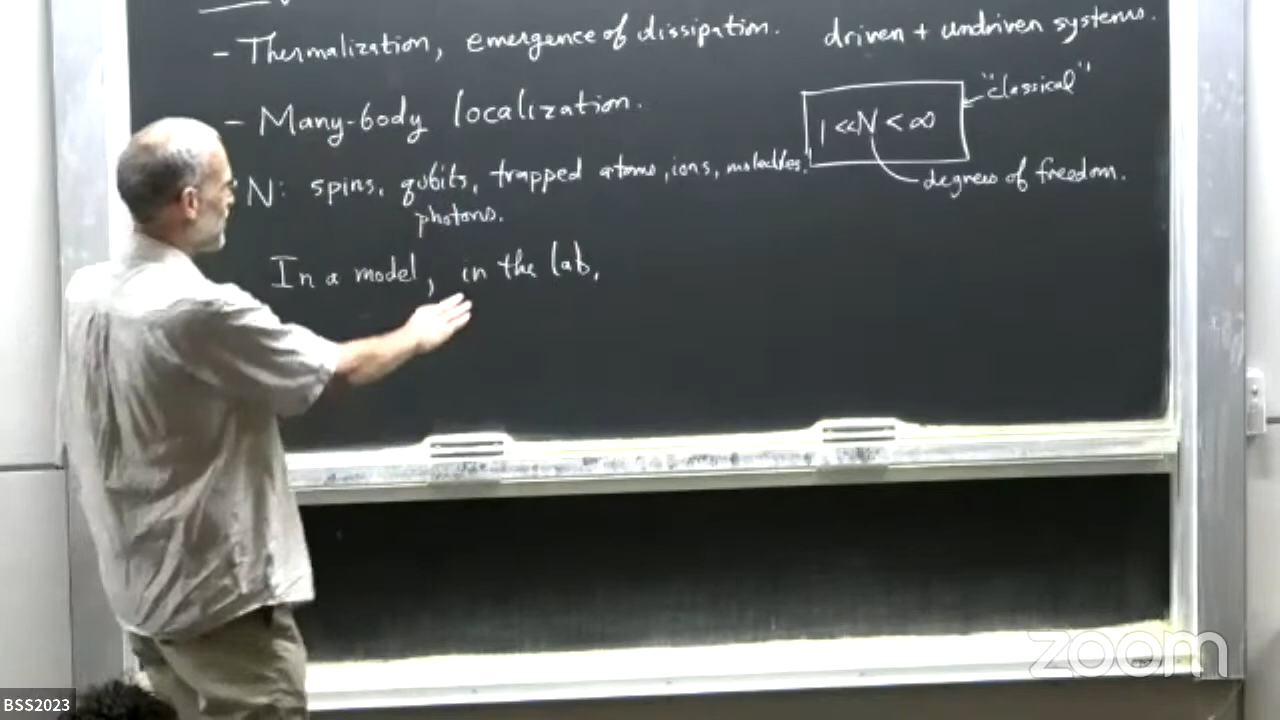 - Thermalization, emergence of dissipation. driven + undriven systems.
- Many-body localization.
1 << N < ∞
"classical"
degrees of freedom.
N: spins, qubits, trapped atoms, ions, molecules,
photons.
In a model, in the lab,
zoom
BSS2023